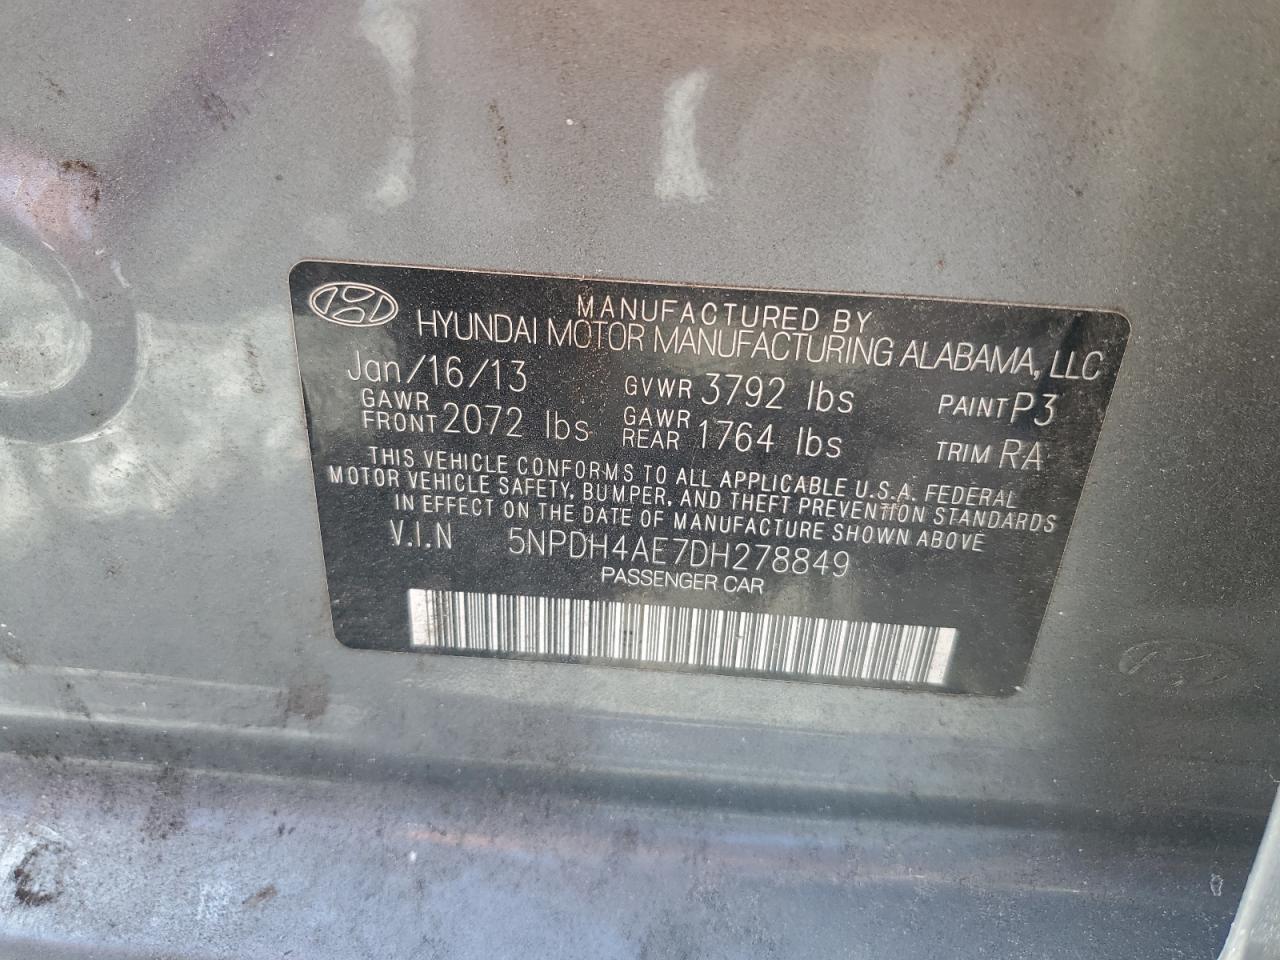 MANUFACTURED BY
HYUNDAI MOTOR MANUFACTURING ALABAMA, LLC
Jan/16/13 GVWR 3792 lbs PAINT P3
GAWR FRONT 2072 lbs GAWR REAR 1764 lbs TRIM RA
THIS VEHICLE CONFORMS TO ALL APPLICABLE U.S.A. FEDERAL
MOTOR VEHICLE SAFETY, BUMPER, AND THEFT PREVENTION STANDARDS
IN EFFECT ON THE DATE OF MANUFACTURE SHOWN ABOVE
V.I.N 5NPDH4AE7DH278849
PASSENGER CAR